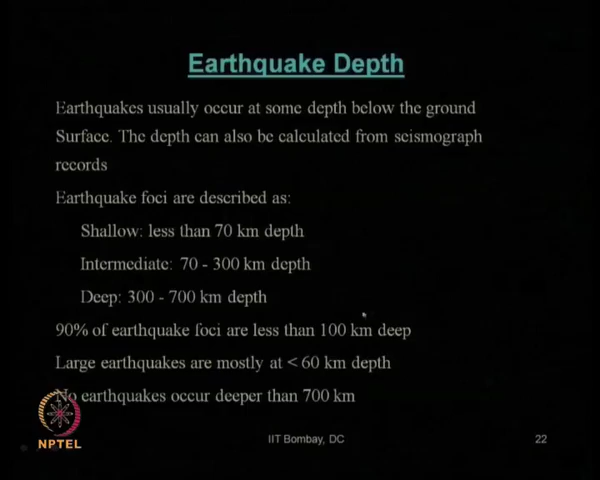 Earthquake Depth
Earthquakes usually occur at some depth below the ground
Surface. The depth can also be calculated from seismograph
records
Earthquake foci are described as:
Shallow: less than 70 km depth
Intermediate: 70 - 300 km depth
Deep: 300 - 700 km depth
90% of earthquake foci are less than 100 km deep
Large earthquakes are mostly at < 60 km depth
No earthquakes occur deeper than 700 km
NPTEL
IIT Bombay, DC
22